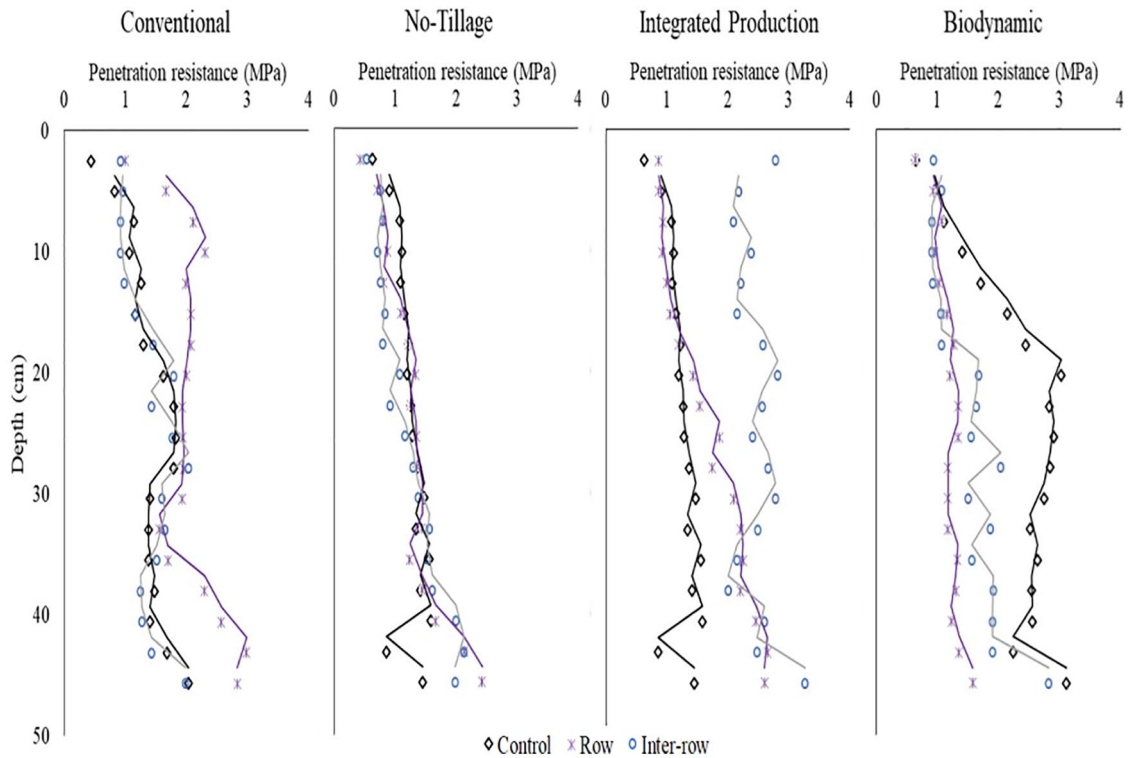 Conventional No-Tillage Integrated Production Biodynamic
Penetration resistance (MPa) Penetration resistance (MPa) Penetration resistance (MPa) Penetration resistance (MPa)
0 1 2 3 4 0 1 2 3 4 0 1 2 3 4 0 1 2 3 4
0
10
20
30
40
50
Depth (cm)
Control Row Inter-row